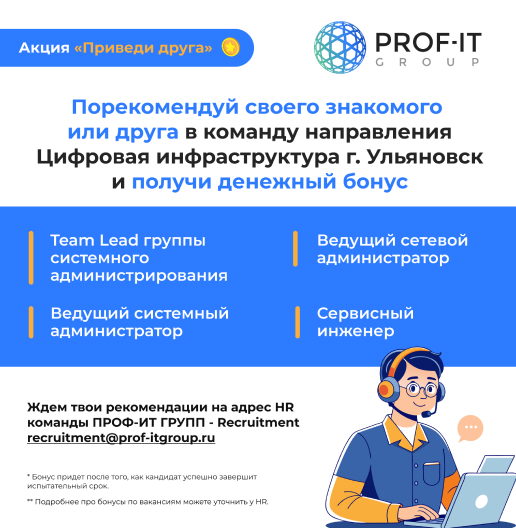 Акция «Приведи друга»
PROF-IT
GROUP
Порекомендуй своего знакомого
или друга в команду направления
Цифровая инфраструктура г. Ульяновск
и получи денежный бонус
Team Lead группы
системного
администрирования
Ведущий сетевой
администратор
Ведущий системный
администратор
Сервисный
инженер
Ждем твои рекомендации на адрес HR
команды ПРОФ-ИТ ГРУПП - Recruitment
recruitment@prof-itgroup.ru
* Бонус придет после того, как кандидат успешно завершит
испытательный срок.
** Подробнее про бонусы по вакансиям можете уточнить у HR.